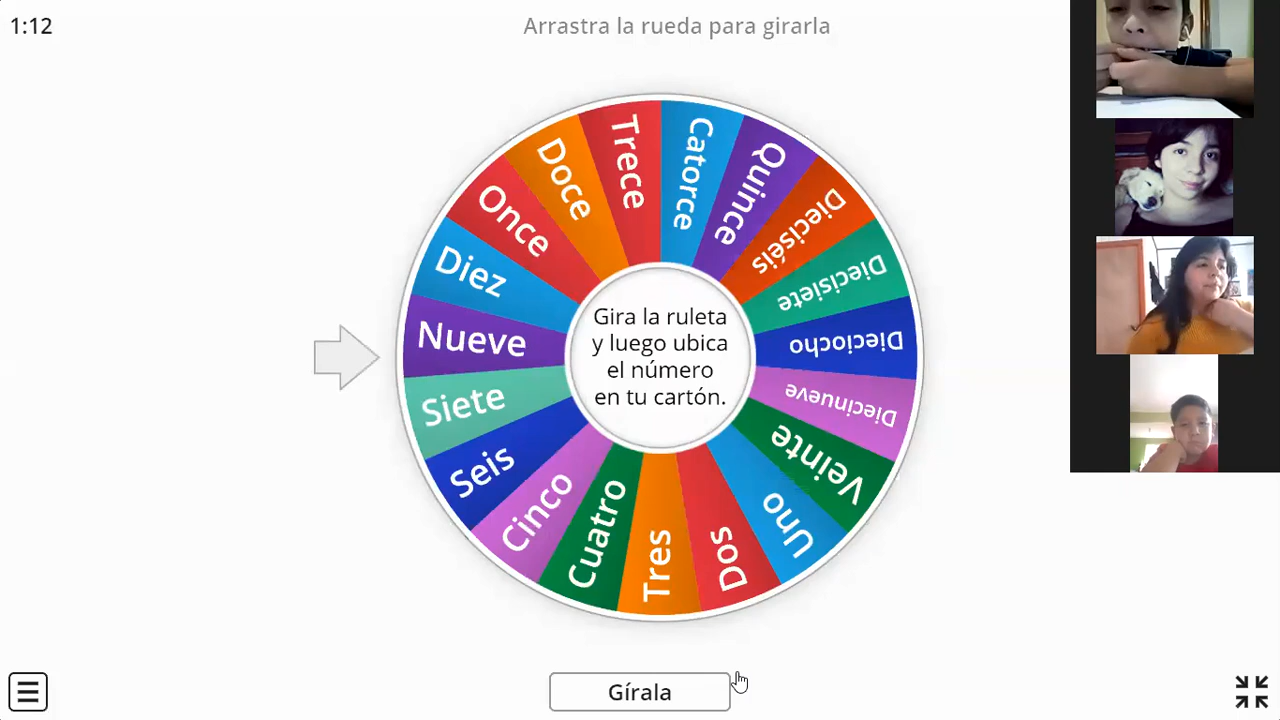 1:12
Arrastra la rueda para girarla
Trece
Catorce
Quince
Dieciséis
Diecisiete
Dieciocho
Diecinueve
Veinte
Uno
Dos
Tres
Cuatro
Cinco
Seis
Siete
Nueve
Diez
Once
Doce
Gira la ruleta
y luego ubica
el número
en tu cartón.
Gírala